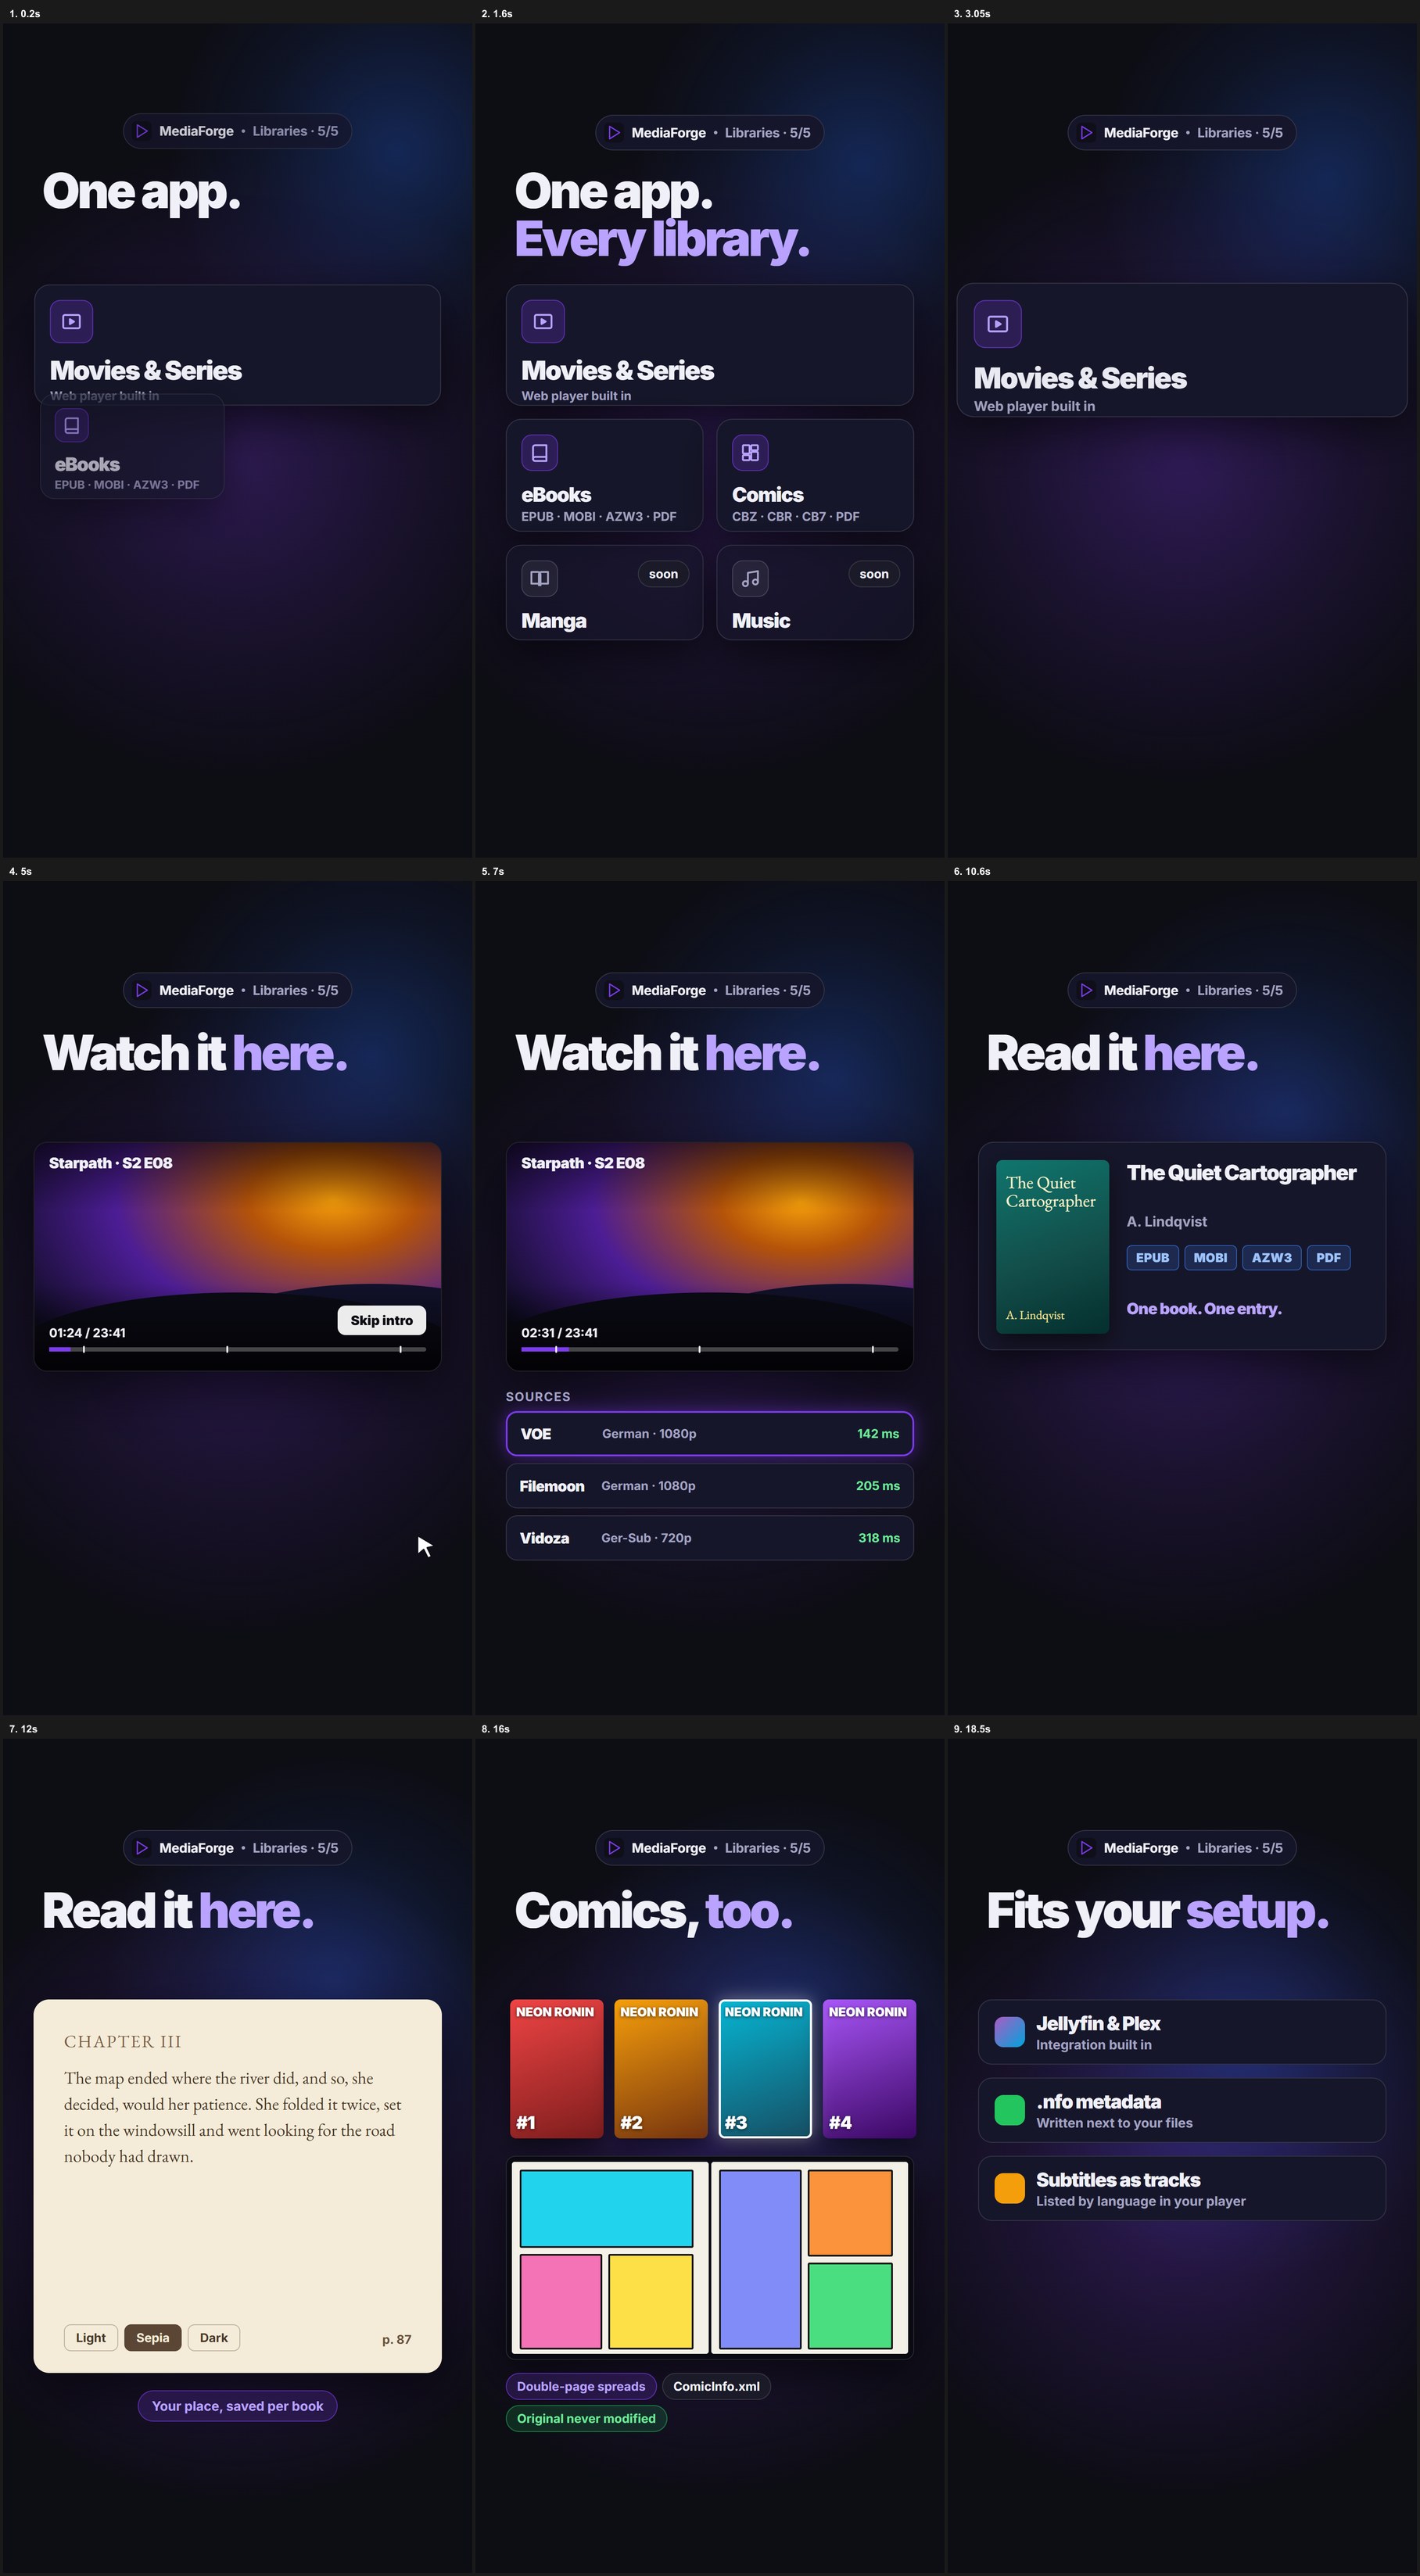 1. 0.2s
MediaForge • Libraries · 5/5
One app.
Movies & Series
Web player built in
eBooks
EPUB · MOBI · AZW3 · PDF
2. 1.6s
MediaForge • Libraries · 5/5
One app.
Every library.
Movies & Series
Web player built in
eBooks
EPUB · MOBI · AZW3 · PDF
Comics
CBZ · CBR · CB7 · PDF
soon
Manga
soon
Music
3. 3.05s
MediaForge • Libraries · 5/5
Movies & Series
Web player built in
4. 5s
MediaForge • Libraries · 5/5
Watch it here.
Starpath · S2 E08
Skip intro
01:24 / 23:41
5. 7s
MediaForge • Libraries · 5/5
Watch it here.
Starpath · S2 E08
02:31 / 23:41
SOURCES
VOE German · 1080p 142 ms
Filemoon German · 1080p 205 ms
Vidoza Ger-Sub · 720p 318 ms
6. 10.6s
MediaForge • Libraries · 5/5
Read it here.
The Quiet
Cartographer
A. Lindqvist
The Quiet Cartographer
A. Lindqvist
EPUB MOBI AZW3 PDF
One book. One entry.
7. 12s
MediaForge • Libraries · 5/5
Read it here.
CHAPTER III
The map ended where the river did, and so, she
decided, would her patience. She folded it twice, set
it on the windowsill and went looking for the road
nobody had drawn.
Light Sepia Dark p. 87
Your place, saved per book
8. 16s
MediaForge • Libraries · 5/5
Comics, too.
NEON RONIN NEON RONIN NEON RONIN NEON RONIN
#1 #2 #3 #4
Double-page spreads ComicInfo.xml
Original never modified
9. 18.5s
MediaForge • Libraries · 5/5
Fits your setup.
Jellyfin & Plex
Integration built in
.nfo metadata
Written next to your files
Subtitles as tracks
Listed by language in your player